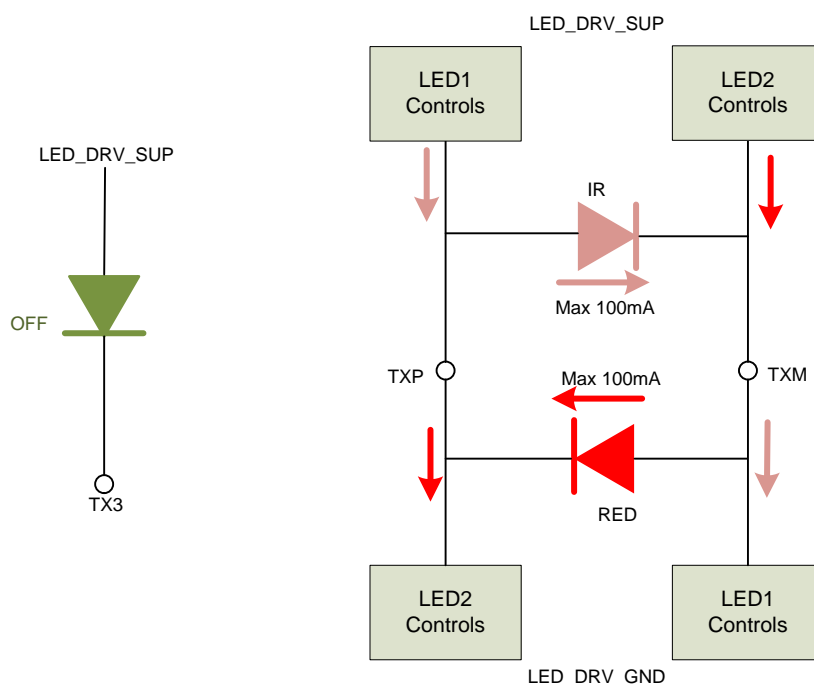 LED_DRV_SUP
LED1
Controls
LED2
Controls
LED_DRV_SUP
IR
OFF
Max 100mA
TXP
Max 100mA
TXM
TX3
RED
LED2
Controls
LED1
Controls
LED_DRV_GND